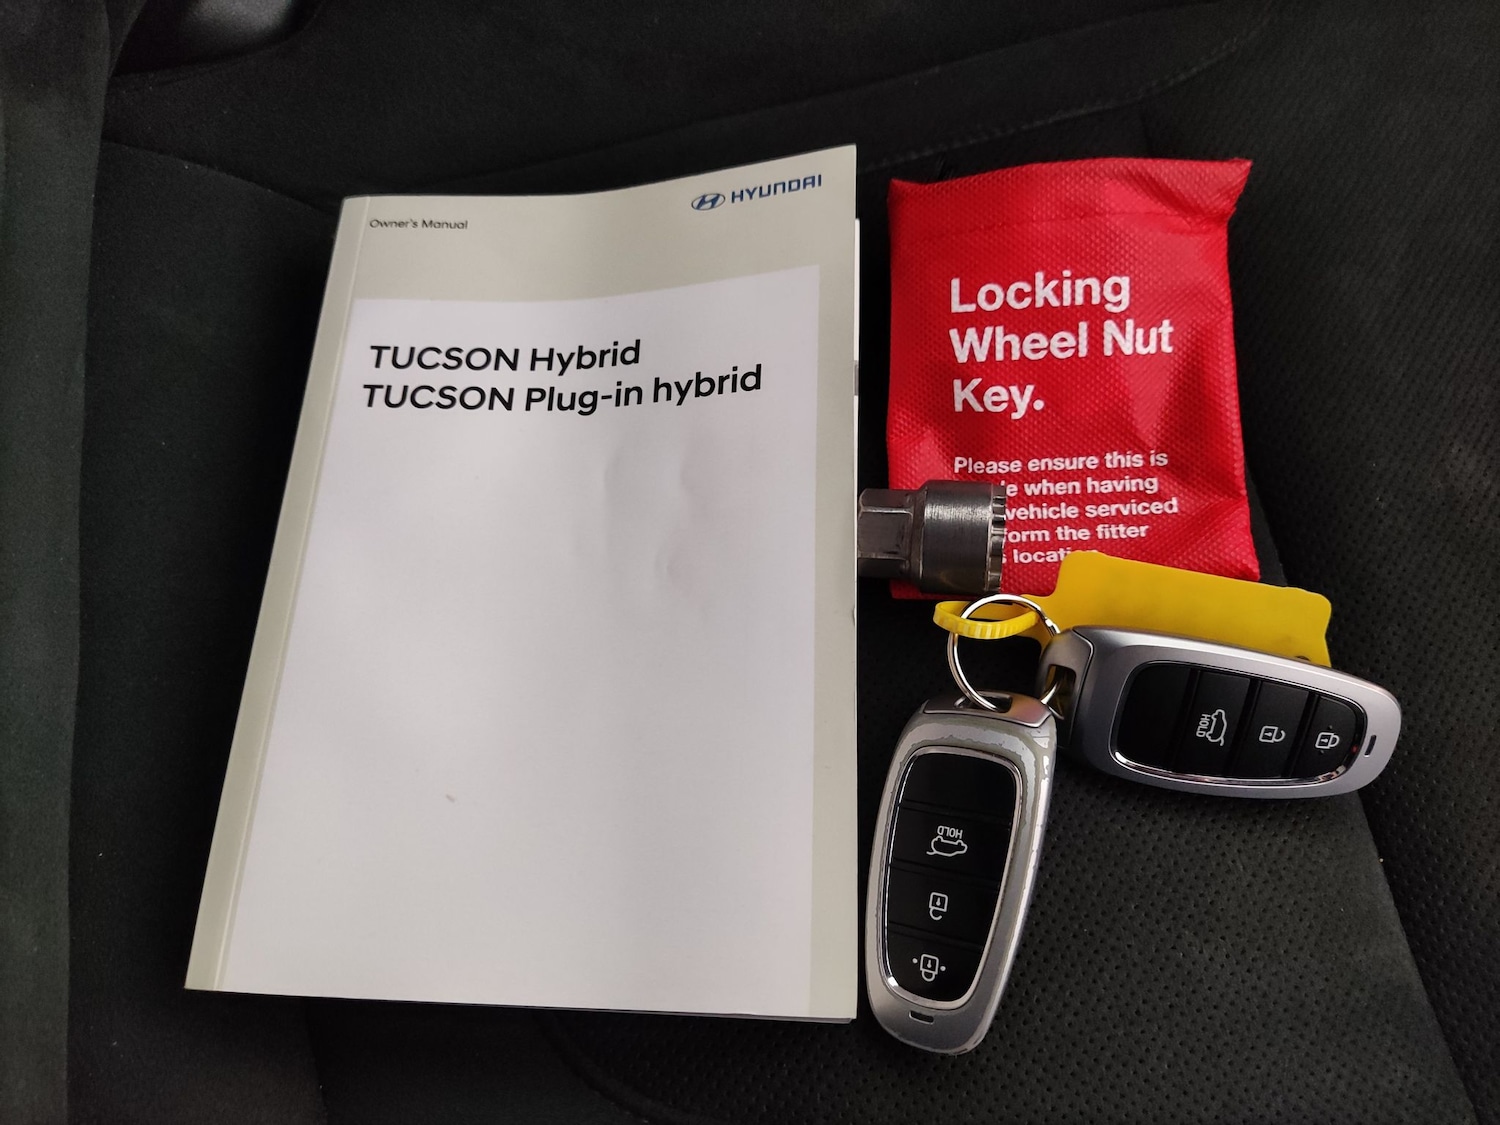 Owner's Manual
HYUNDAI
TUCSON Hybrid
TUCSON Plug-in hybrid
Locking
Wheel Nut
Key.
Please ensure this is
when having
vehicle serviced
the fitter
HOLD
HOLD